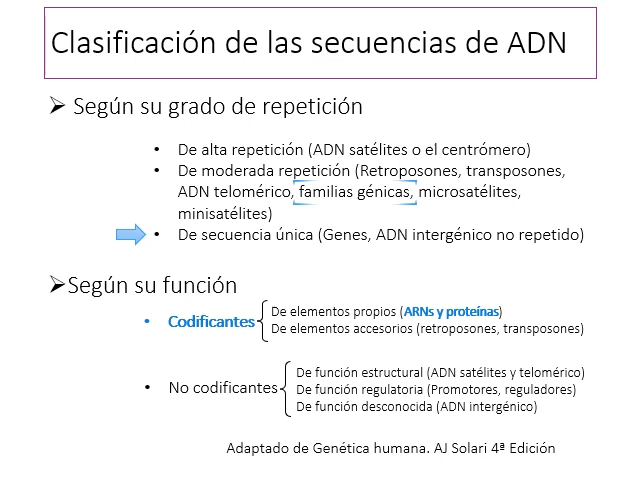 Clasificación de las secuencias de ADN
Según su grado de repetición
De alta repetición (ADN satélites o el centrómero)
De moderada repetición (Retroposones, transposones,
ADN telomérico, familias génicas, microsatélites,
minisatélites)
De secuencia única (Genes, ADN intergénico no repetido)
Según su función
Codificantes
De elementos propios (ARNs y proteínas)
De elementos accesorios (retroposones, transposones)
No codificantes
De función estructural (ADN satélites y telomérico)
De función regulatoria (Promotores, reguladores)
De función desconocida (ADN intergénico)
Adaptado de Genética humana. AJ Solari 4ª Edición